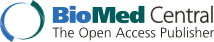 BioMed Central
The Open Access Publisher